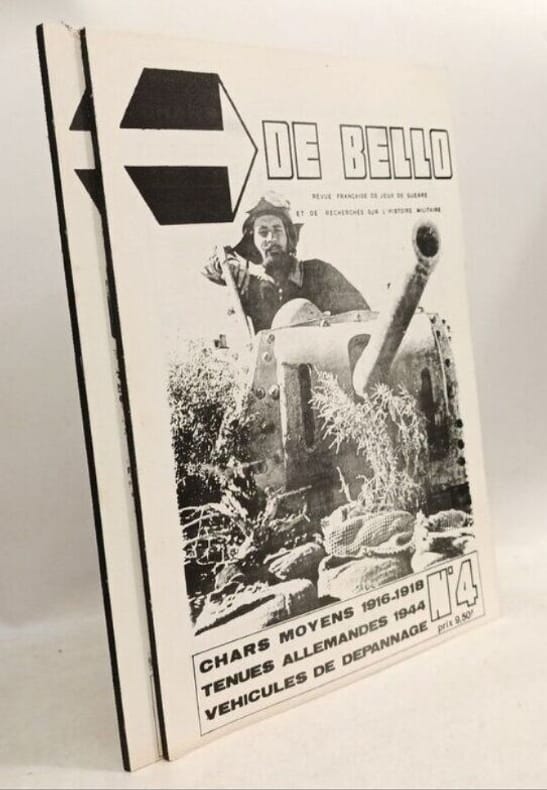 DE BELLO
REVUE FRANÇAISE DE JEUX DE GUERRE
ET DE RECHERCHES SUR L'HISTOIRE MILITAIRE
CHARS MOYENS 1916-1918
TENUES ALLEMANDES 1944
VEHICULES DE DEPANNAGE
N°4
prix 9,50F